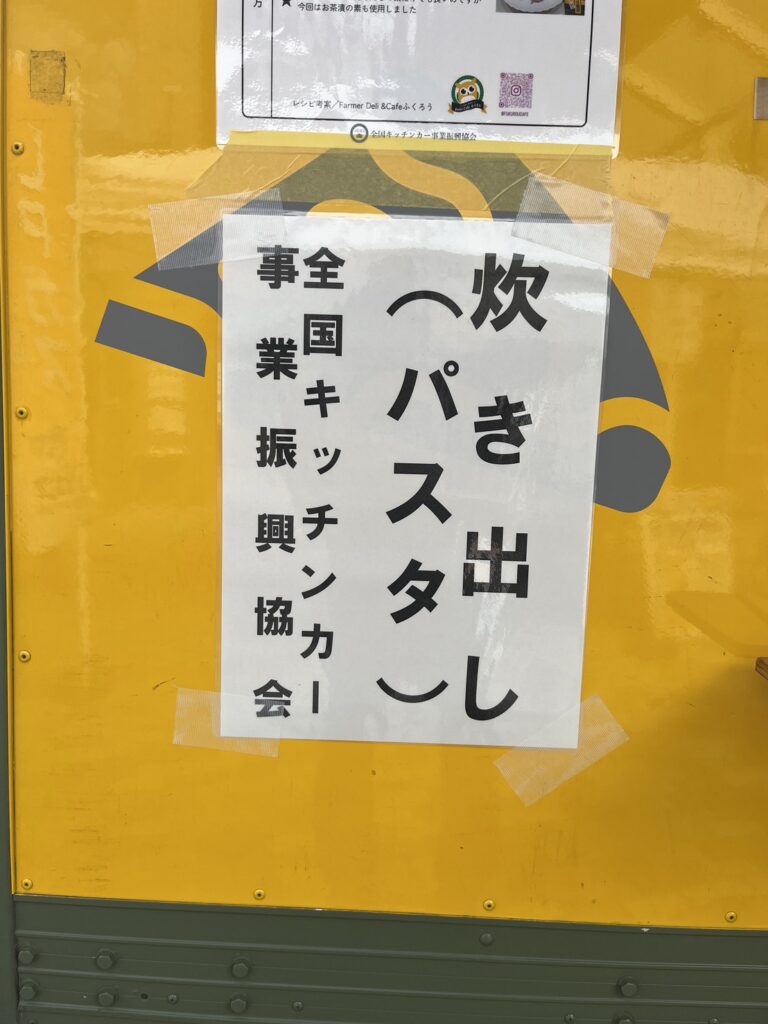 万
★
今回はお茶漬の素も使用しました
レシピ考案／Farmer Deli &Cafeふくろう
全国キッチンカー事業振興協会
炊き出し
（パスタ）
全国キッチンカー
事業振興協会